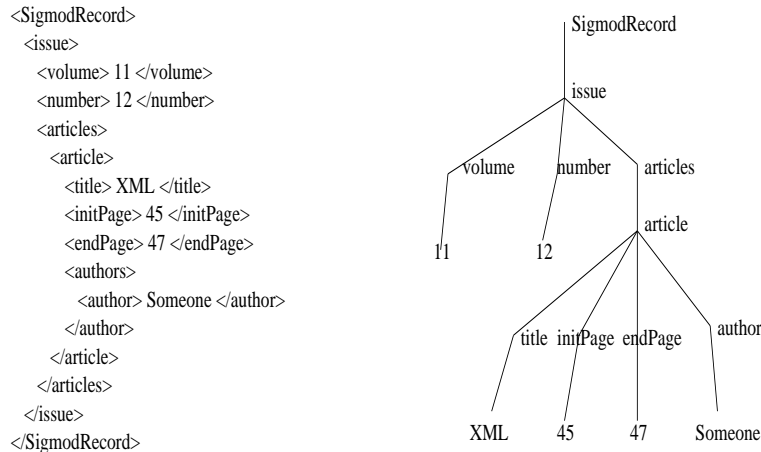 <SigmodRecord>
<issue>
<volume> 11 </volume>
<number> 12 </number>
<articles>
<article>
<title> XML </title>
<initPage> 45 </initPage>
<endPage> 47 </endPage>
<authors>
<author> Someone </author>
</author>
</article>
</articles>
</issue>
</SigmodRecord>
SigmodRecord
issue
volume number articles
article
11 12
title initPage endPage author
XML 45 47 Someone